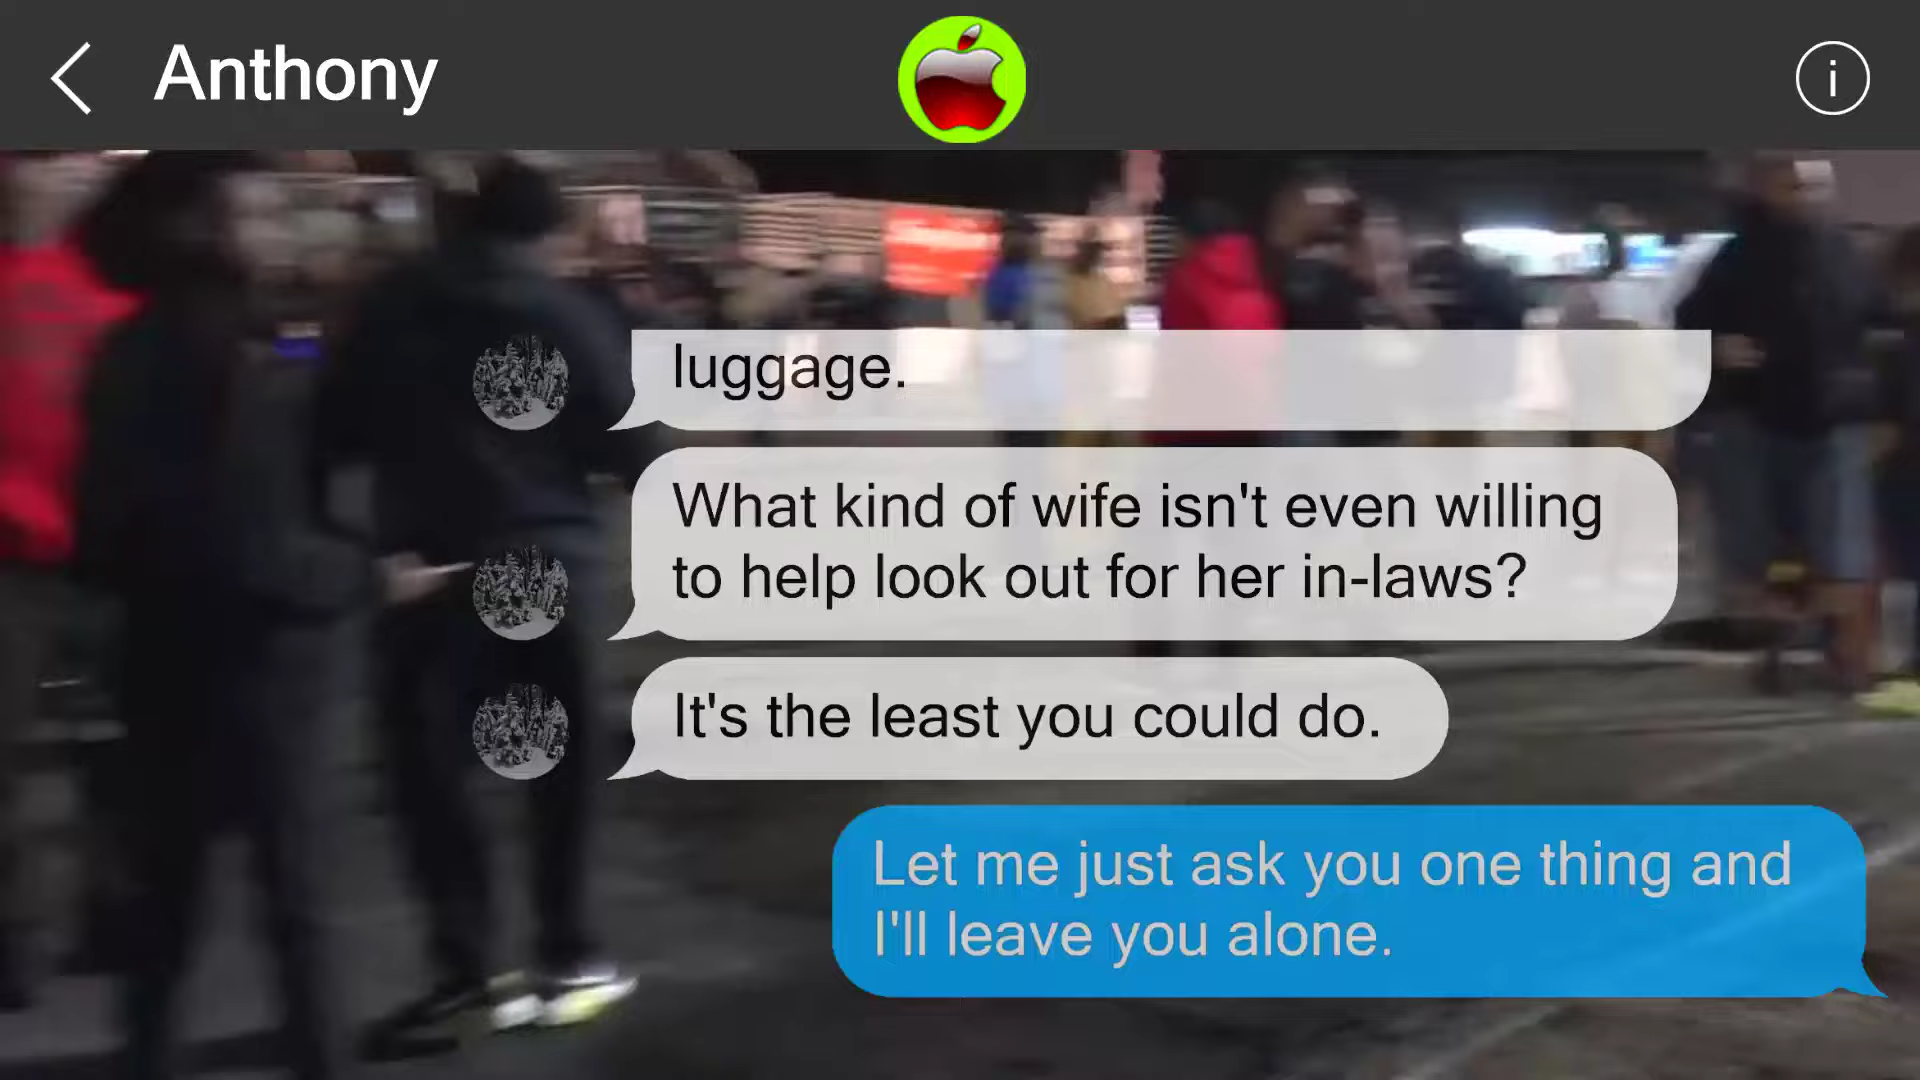 Anthony
luggage.
What kind of wife isn't even willing
to help look out for her in-laws?
It's the least you could do.
Let me just ask you one thing and
I'll leave you alone.